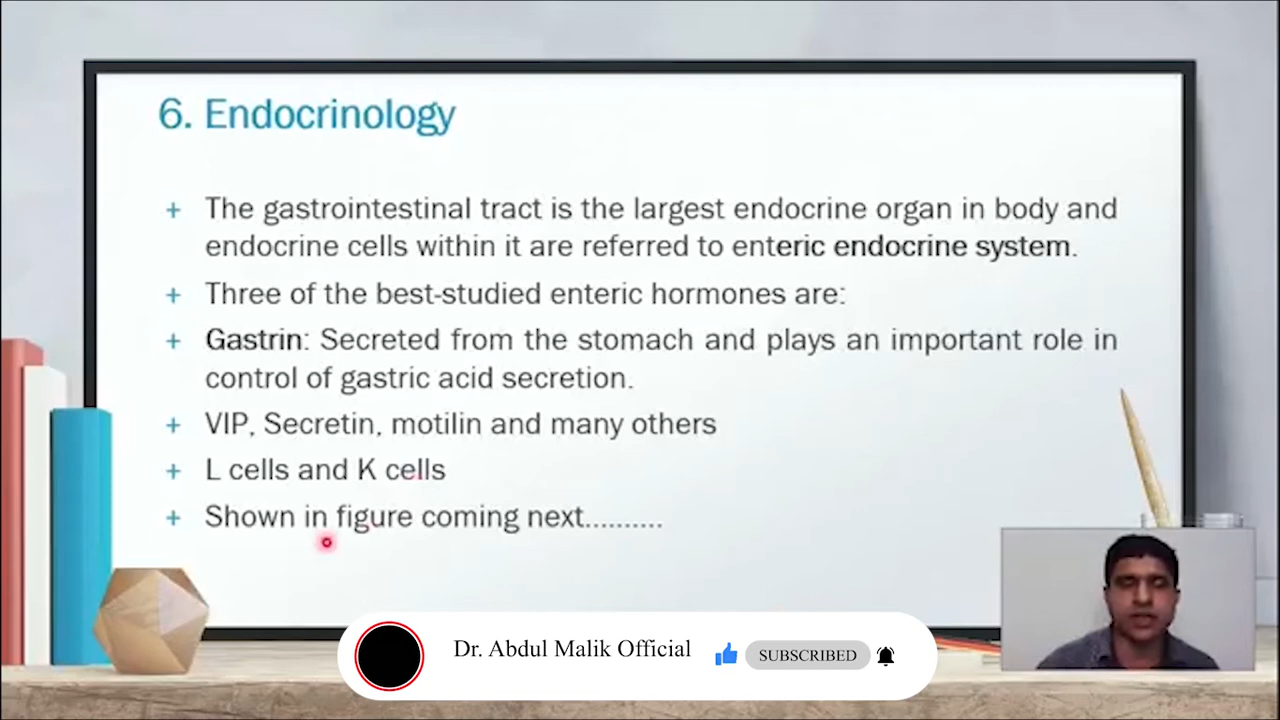 6. Endocrinology
+ The gastrointestinal tract is the largest endocrine organ in body and
endocrine cells within it are referred to enteric endocrine system.
+ Three of the best-studied enteric hormones are:
+ Gastrin: Secreted from the stomach and plays an important role in
control of gastric acid secretion.
+ VIP, Secretin, motilin and many others
+ L cells and K cells
+ Shown in figure coming next..........
Dr. Abdul Malik Official
SUBSCRIBED